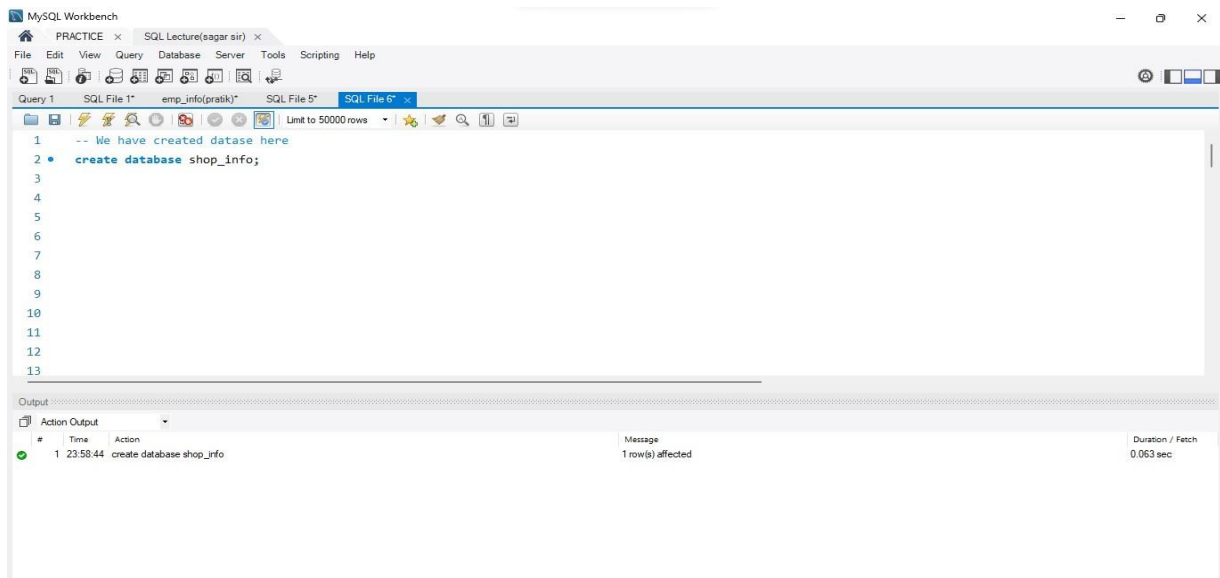 MySQL Workbench
PRACTICE SQL Lecture(sagar sir)
File Edit View Query Database Server Tools Scripting Help
Query 1 SQL File 1* emp_info(pratik)* SQL File 5* SQL File 6*
Limit to 50000 rows
1 -- We have created datase here
2 create database shop_info;
3
4
5
6
7
8
9
10
11
12
13
Output
Action Output
# Time Action Message Duration / Fetch
1 23:58:44 create database shop_info 1 row(s) affected 0.063 sec